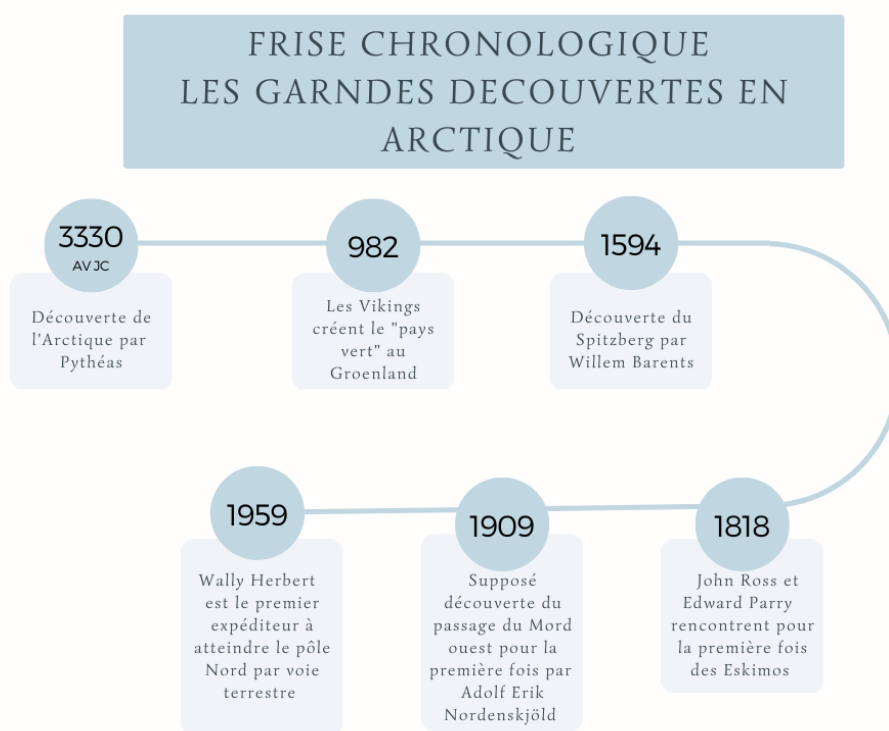 FRISE CHRONOLOGIQUE
LES GARNDES DECOUVERTES EN
ARCTIQUE
3330
AV JC
Découverte de
l'Arctique par
Pythéas
982
Les Vikings
créent le "pays
vert" au
Groenland
1594
Découverte du
Spitzberg par
Willem Barents
1818
John Ross et
Edward Parry
rencontrent pour
la première fois
des Eskimos
1909
Supposé
découverte du
passage du Mord
ouest pour la
première fois par
Adolf Erik
Nordenskjöld
1959
Wally Herbert
est le premier
expéditeur à
atteindre le pôle
Nord par voie
terrestre